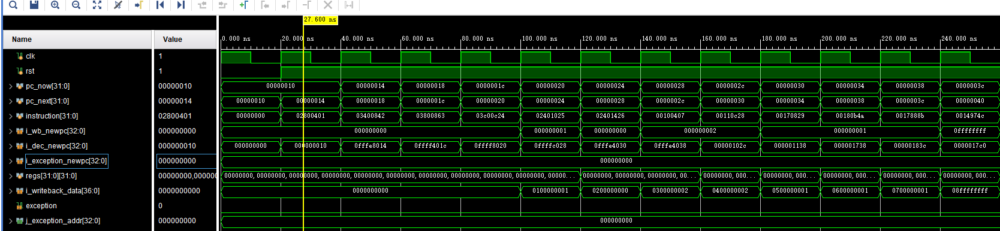 27.600 ns
Name Value 0.000 ns 20.000 ns 40.000 ns 60.000 ns 80.000 ns 100.000 ns 120.000 ns 140.000 ns 160.000 ns 180.000 ns 200.000 ns 220.000 ns 240.000 ns
clk 1
rst 1
pc_now[31:0] 00000010 00000010 00000014 00000018 0000001c 00000020 00000024 00000028 0000002c 00000030 00000034 00000038 0000003c
pc_next[31:0] 00000014 00000010 00000014 00000018 0000001c 00000020 00000024 00000028 0000002c 00000030 00000034 00000038 0000003c 00000040
instruction[31:0] 02800401 00000000 02800401 03400842 03800863 03c00c24 02401025 02401426 00100407 00110c28 00170829 00180b4a 0017888b 0014974c
i_wb_newpc[32:0] 000000000 000000000 000000001 000000000 000000002 000000001 0ffffffff
i_dec_newpc[32:0] 000000010 000000000 000000010 0fffe8014 0ffff401c 0ffff8020 0ffffc028 0fffe4030 0fffe4038 00000102c 000001138 000001738 00000183c 0000017c0
i_exception_newpc[32:0] 000000000 000000000
regs[31:0][31:0] 00000000,000000 00000000, 00000000, 00000000, 00000000, 00000000, 00000000, 00000000, 00000... 00000000, 00000000, 00000000, 00... 00000000, 000... 00000000, 000... 00000000, 000... 00000000, 000... 00000000, 000...
i_writeback_data[36:0] 0000000000 0000000000 0100000001 0200000000 0300000002 0400000002 0500000001 0600000001 0700000001 08ffffffff
exception 0
j_exception_addr[32:0] 000000000 000000000